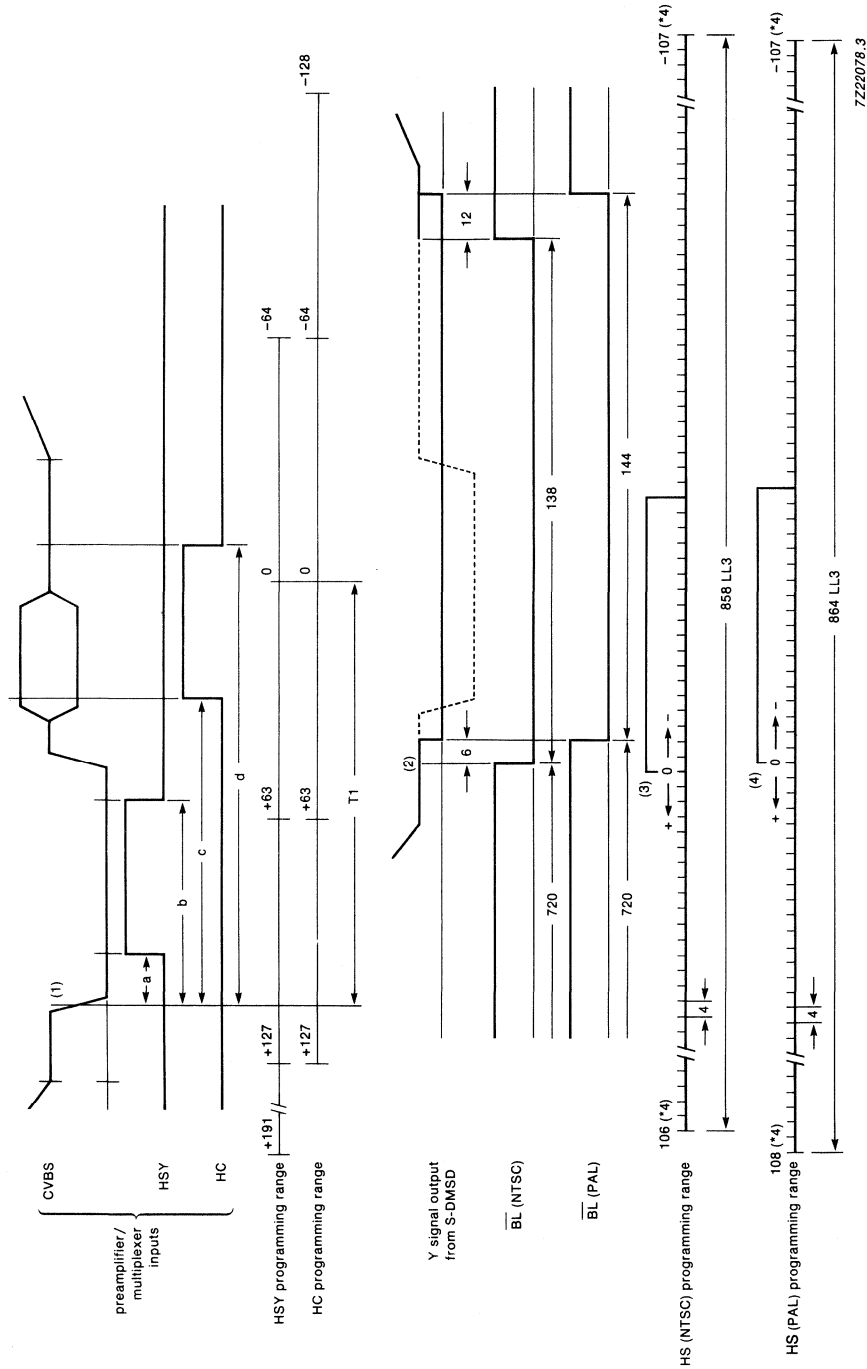 CVBS
(1)
preamplifier/
multiplexer
inputs
HSY
a
b
HC
c
d
HSY programming range
+191
+127
+63
0
-64
HC programming range
+127
+63
0
-64
-128
T1
Y signal output
from S-DMSD
(2)
6
12
BL (NTSC)
720
138
BL (PAL)
720
144
(3)
+ 0 -
HS (NTSC) programming range
106 (*4)
4
-107 (*4)
858 LL3
(4)
+ 0 -
HS (PAL) programming range
108 (*4)
4
-107 (*4)
864 LL3
7Z22078.3